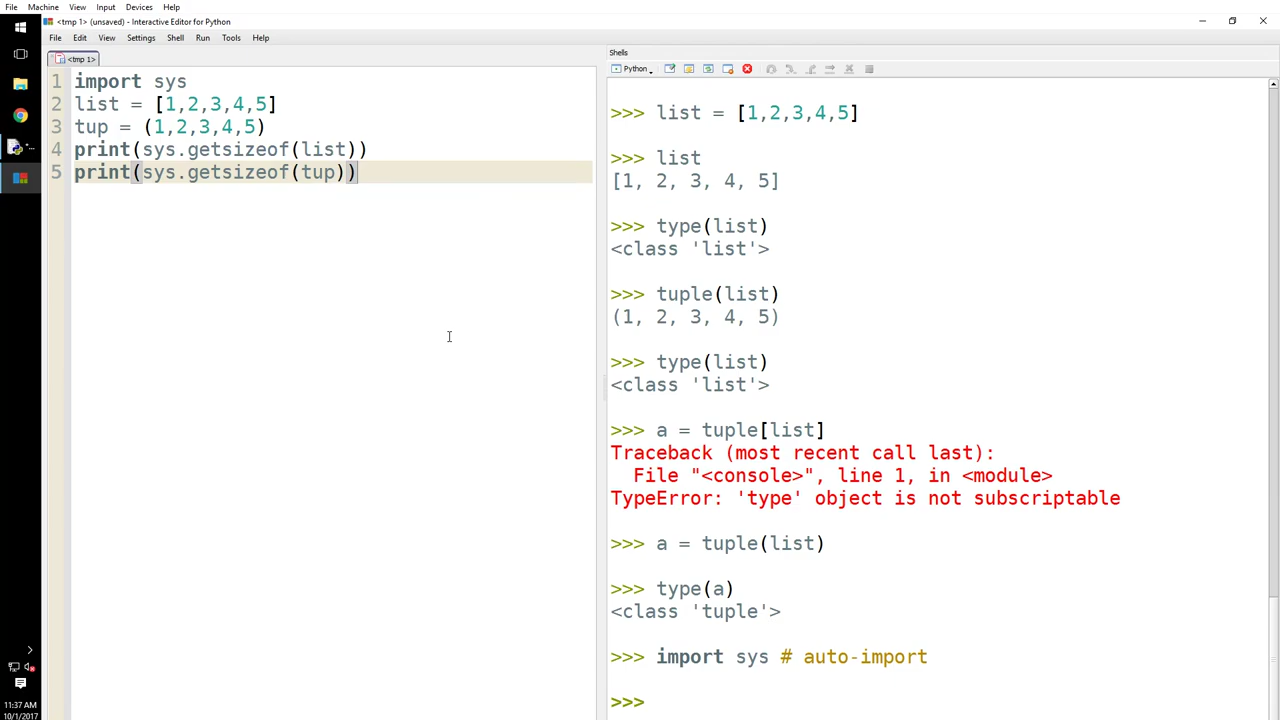 File Machine View Input Devices Help
<tmp 1> (unsaved) - Interactive Editor for Python
File Edit View Settings Shell Run Tools Help
<tmp 1>
1 import sys
2 list = [1,2,3,4,5]
3 tup = (1,2,3,4,5)
4 print(sys.getsizeof(list))
5 print(sys.getsizeof(tup))
Shells
Python
>>> list = [1,2,3,4,5]
>>> list
[1, 2, 3, 4, 5]
>>> type(list)
<class 'list'>
>>> tuple(list)
(1, 2, 3, 4, 5)
>>> type(list)
<class 'list'>
>>> a = tuple[list]
Traceback (most recent call last):
File "<console>", line 1, in <module>
TypeError: 'type' object is not subscriptable
>>> a = tuple(list)
>>> type(a)
<class 'tuple'>
>>> import sys # auto-import
>>>
11:37 AM
10/1/2017